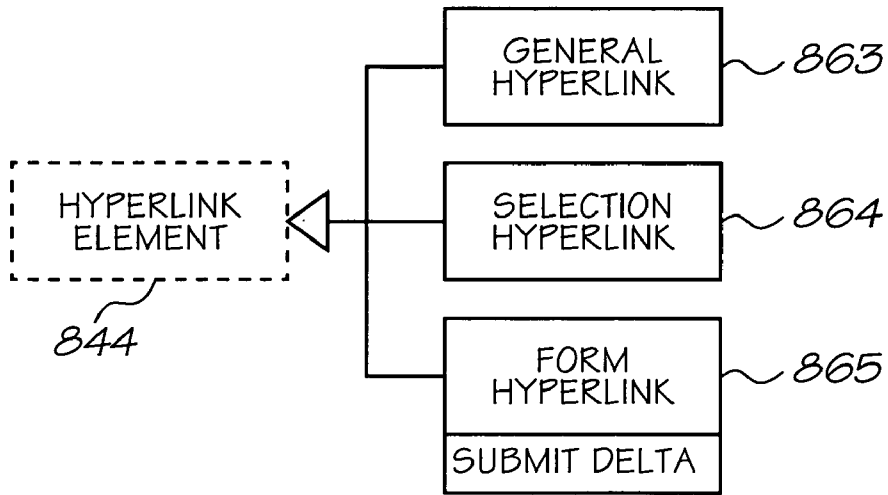 GENERAL
HYPERLINK
863
HYPERLINK
ELEMENT
844
SELECTION
HYPERLINK
864
FORM
HYPERLINK
865
SUBMIT DELTA